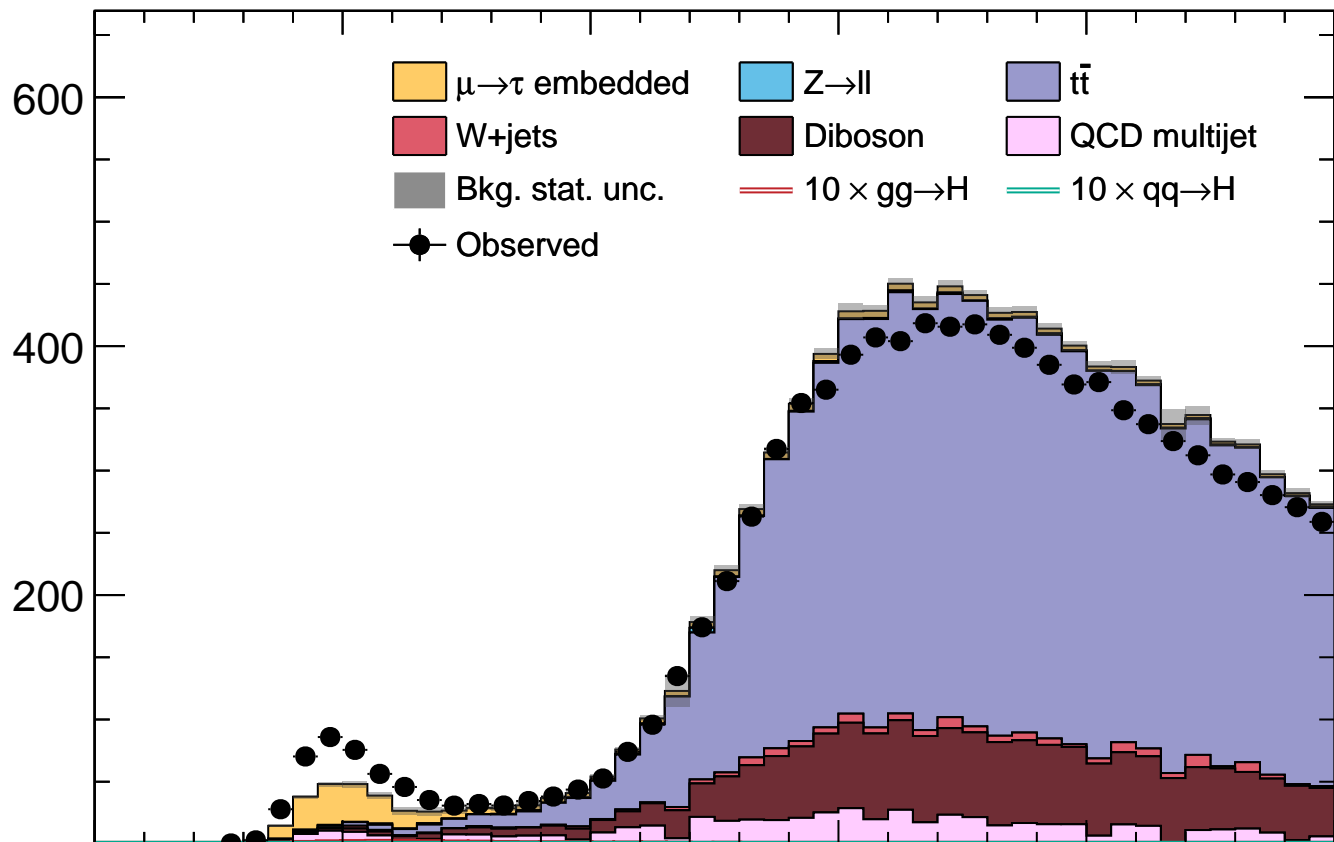 600
μ→τ embedded Z→ll tt̄
W+jets Diboson QCD multijet
Bkg. stat. unc. 10 × gg→H 10 × qq→H
Observed
400
200